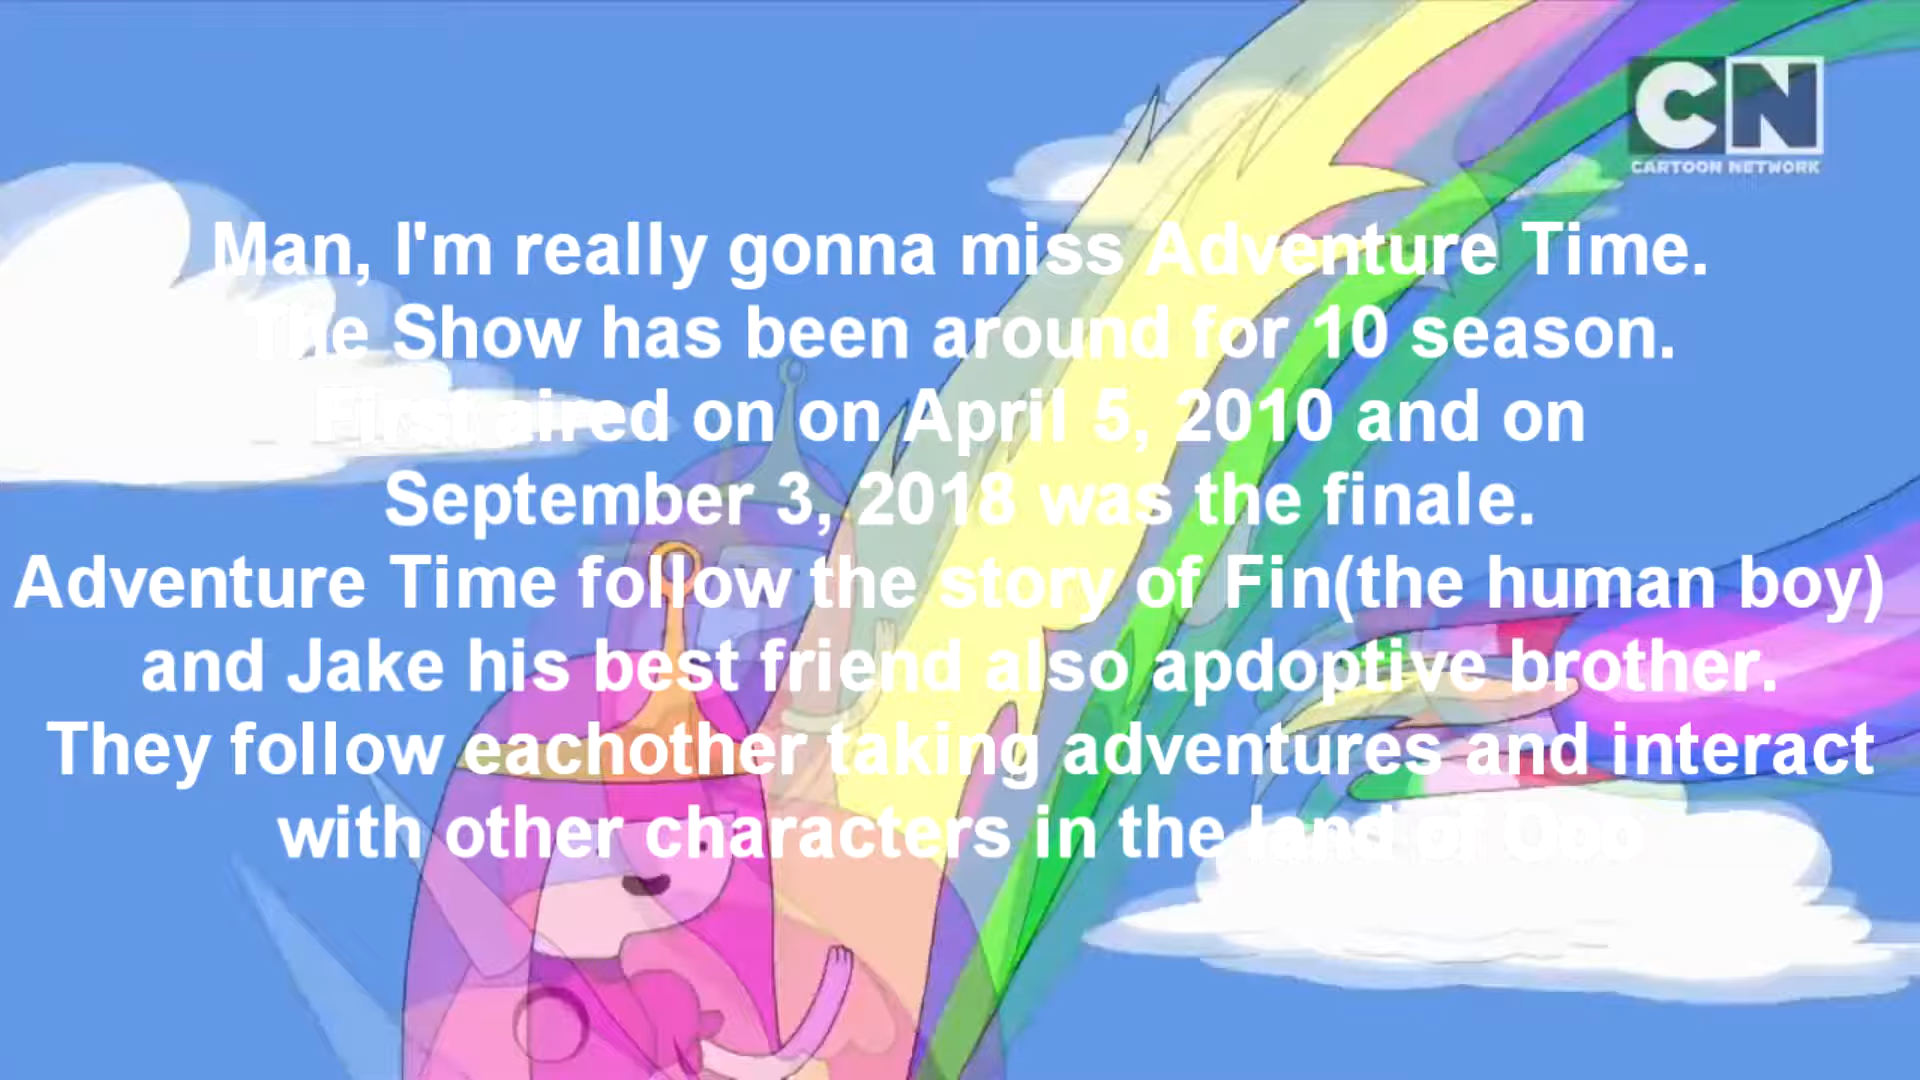 CN
CARTOON NETWORK
Man, I'm really gonna miss Adventure Time.
The Show has been around for 10 season.
First aired on on April 5, 2010 and on
September 3, 2018 was the finale.
Adventure Time follow the story of Fin(the human boy)
and Jake his best friend also apdoptive brother.
They follow eachother taking adventures and interact
with other characters in the land of Ooo